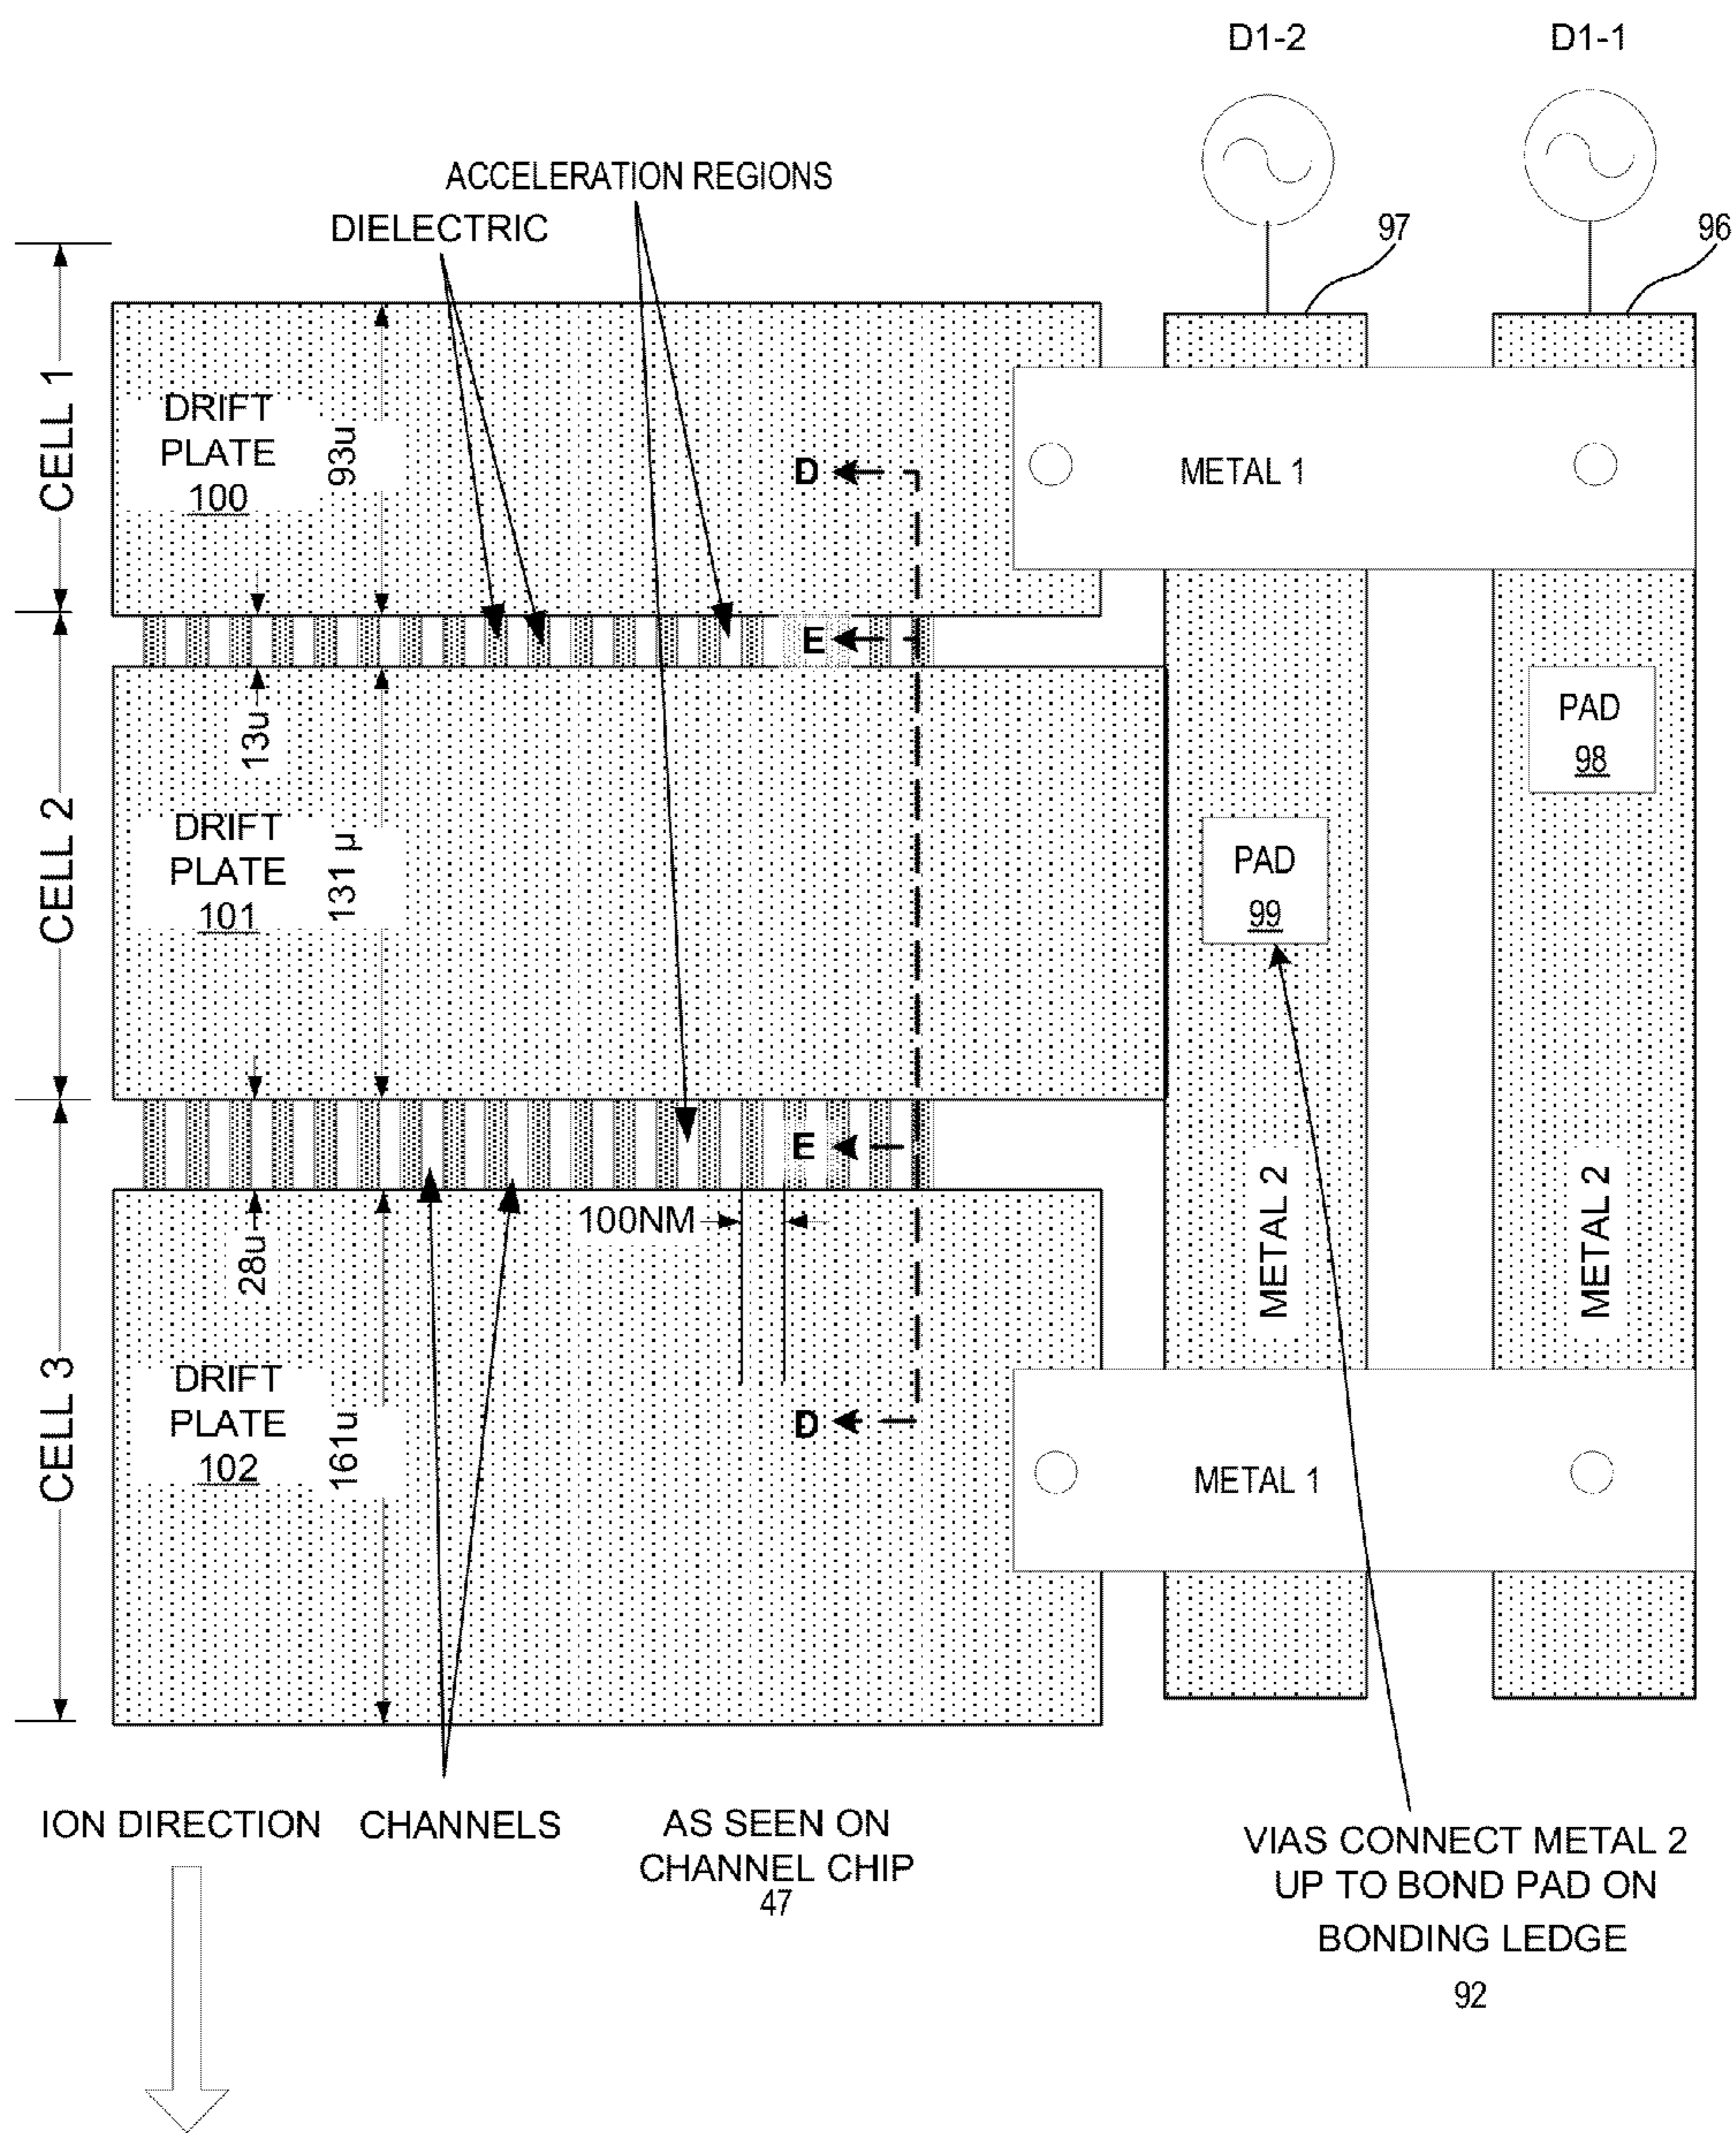 D1-2
D1-1
ACCELERATION REGIONS
DIELECTRIC
97
96
CELL 1
DRIFT
PLATE
100
93u
D
METAL 1
E
13u
CELL 2
DRIFT
PLATE
101
131 µ
PAD
98
PAD
99
E
28u
100NM
METAL 2
METAL 2
CELL 3
DRIFT
PLATE
102
161u
D
METAL 1
ION DIRECTION
CHANNELS
AS SEEN ON
CHANNEL CHIP
47
VIAS CONNECT METAL 2
UP TO BOND PAD ON
BONDING LEDGE
92